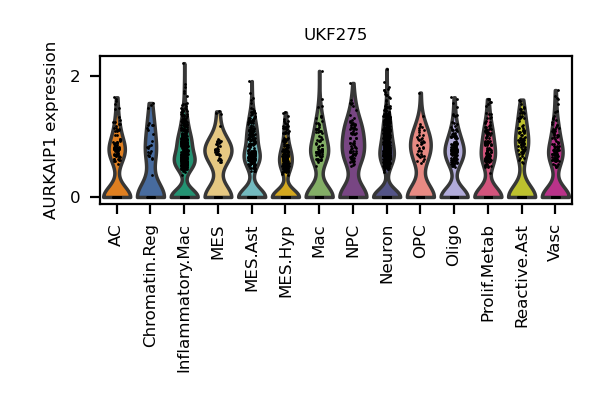 UKF275
AURKAIP1 expression
2
0
AC
Chromatin.Reg
Inflammatory.Mac
MES
MES.Ast
MES.Hyp
Mac
NPC
Neuron
OPC
Oligo
Prolif.Metab
Reactive.Ast
Vasc